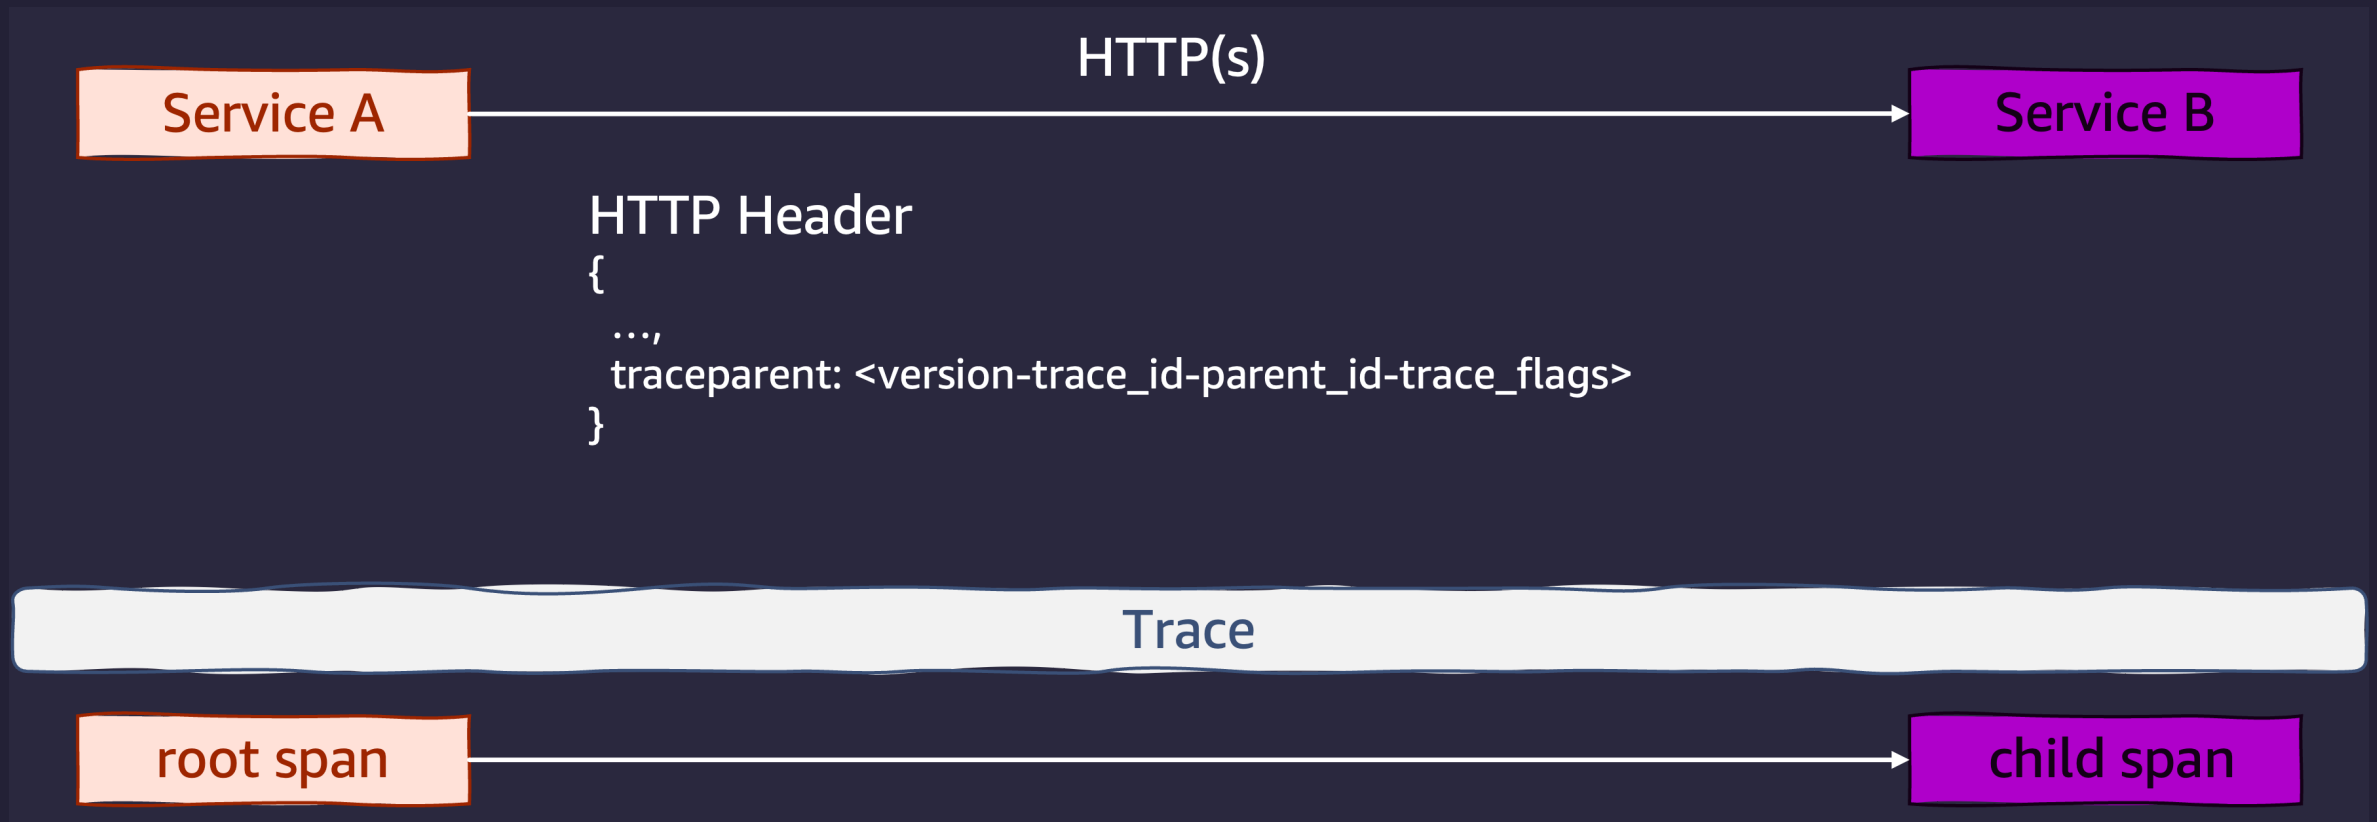 HTTP(s)
Service A
Service B
HTTP Header
{
…,
traceparent: <version-trace_id-parent_id-trace_flags>
}
Trace
root span
child span